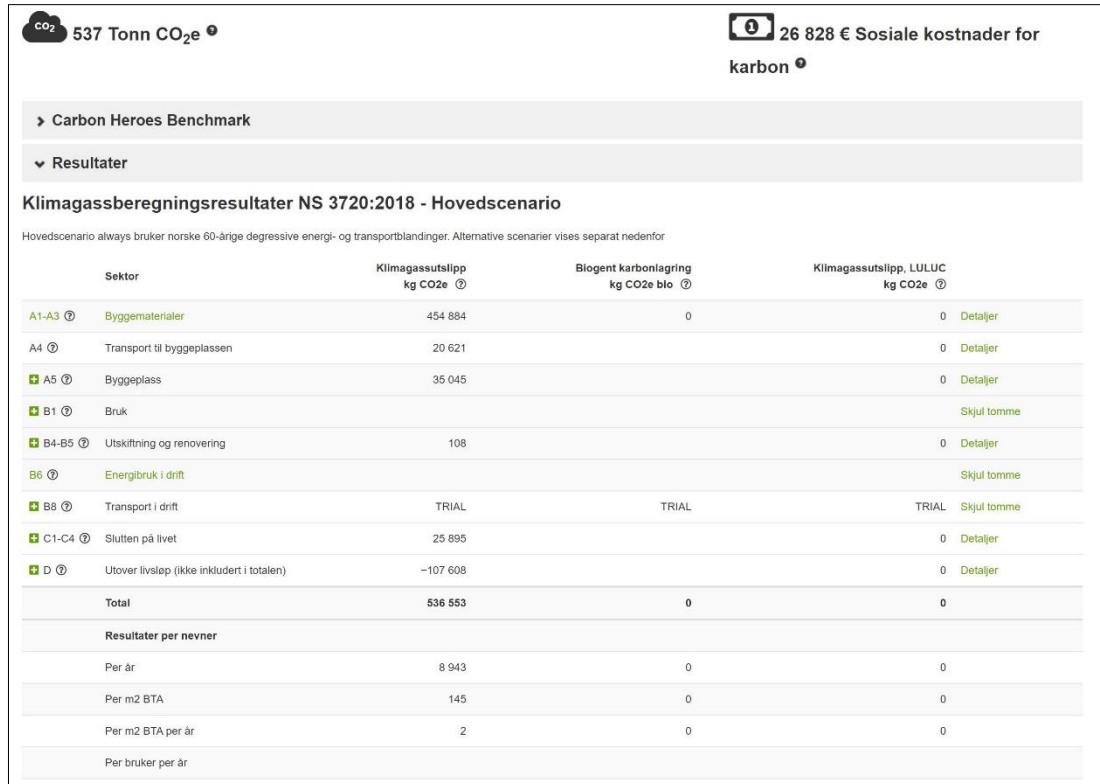 CO2 537 Tonn CO2e ?
26 828 € Sosiale kostnader for
karbon ?
Carbon Heroes Benchmark
Resultater
Klimagassberegningsresultater NS 3720:2018 - Hovedscenario
Hovedscenario always bruker norske 60-årige degressive energi- og transportblandinger. Alternative scenarier vises separat nedenfor
Sektor Klimagassutslipp kg CO2e ? Biogent karbonlagring kg CO2e bio ? Klimagassutslipp, LULUC kg CO2e ?
A1-A3 ? Byggematerialer 454 884 0 0 Detaljer
A4 ? Transport til byggeplassen 20 621 0 Detaljer
A5 ? Byggeplass 35 045 0 Detaljer
B1 ? Bruk Skjul tomme
B4-B5 ? Utskiftning og renovering 108 0 Detaljer
B6 ? Energibruk i drift Skjul tomme
B8 ? Transport i drift TRIAL TRIAL TRIAL Skjul tomme
C1-C4 ? Slutten på livet 25 895 0 Detaljer
D ? Utover livsløp (ikke inkludert i totalen) −107 608 0 Detaljer
Total 536 553 0 0
Resultater per nevner
Per år 8 943 0 0
Per m2 BTA 145 0 0
Per m2 BTA per år 2 0 0
Per bruker per år